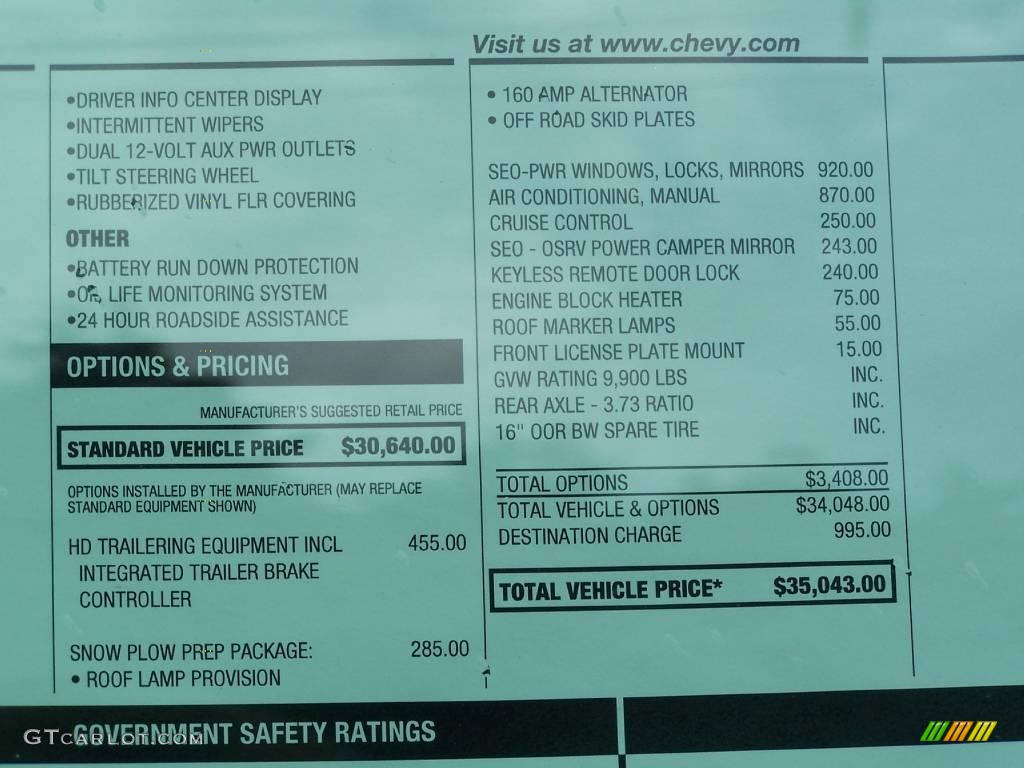 Visit us at www.chevy.com
•DRIVER INFO CENTER DISPLAY
•INTERMITTENT WIPERS
•DUAL 12-VOLT AUX PWR OUTLETS
•TILT STEERING WHEEL
•RUBBERIZED VINYL FLR COVERING
OTHER
•BATTERY RUN DOWN PROTECTION
•OIL LIFE MONITORING SYSTEM
•24 HOUR ROADSIDE ASSISTANCE
OPTIONS & PRICING
MANUFACTURER'S SUGGESTED RETAIL PRICE
STANDARD VEHICLE PRICE $30,640.00
OPTIONS INSTALLED BY THE MANUFACTURER (MAY REPLACE
STANDARD EQUIPMENT SHOWN)
HD TRAILERING EQUIPMENT INCL 455.00
INTEGRATED TRAILER BRAKE
CONTROLLER
SNOW PLOW PREP PACKAGE: 285.00
• ROOF LAMP PROVISION
• 160 AMP ALTERNATOR
• OFF ROAD SKID PLATES
SEO-PWR WINDOWS, LOCKS, MIRRORS 920.00
AIR CONDITIONING, MANUAL 870.00
CRUISE CONTROL 250.00
SEO - OSRV POWER CAMPER MIRROR 243.00
KEYLESS REMOTE DOOR LOCK 240.00
ENGINE BLOCK HEATER 75.00
ROOF MARKER LAMPS 55.00
FRONT LICENSE PLATE MOUNT 15.00
GVW RATING 9,900 LBS INC.
REAR AXLE - 3.73 RATIO INC.
16" OOR BW SPARE TIRE INC.
TOTAL OPTIONS $3,408.00
TOTAL VEHICLE & OPTIONS $34,048.00
DESTINATION CHARGE 995.00
TOTAL VEHICLE PRICE* $35,043.00
GOVERNMENT SAFETY RATINGS
GTCARLOT.COM